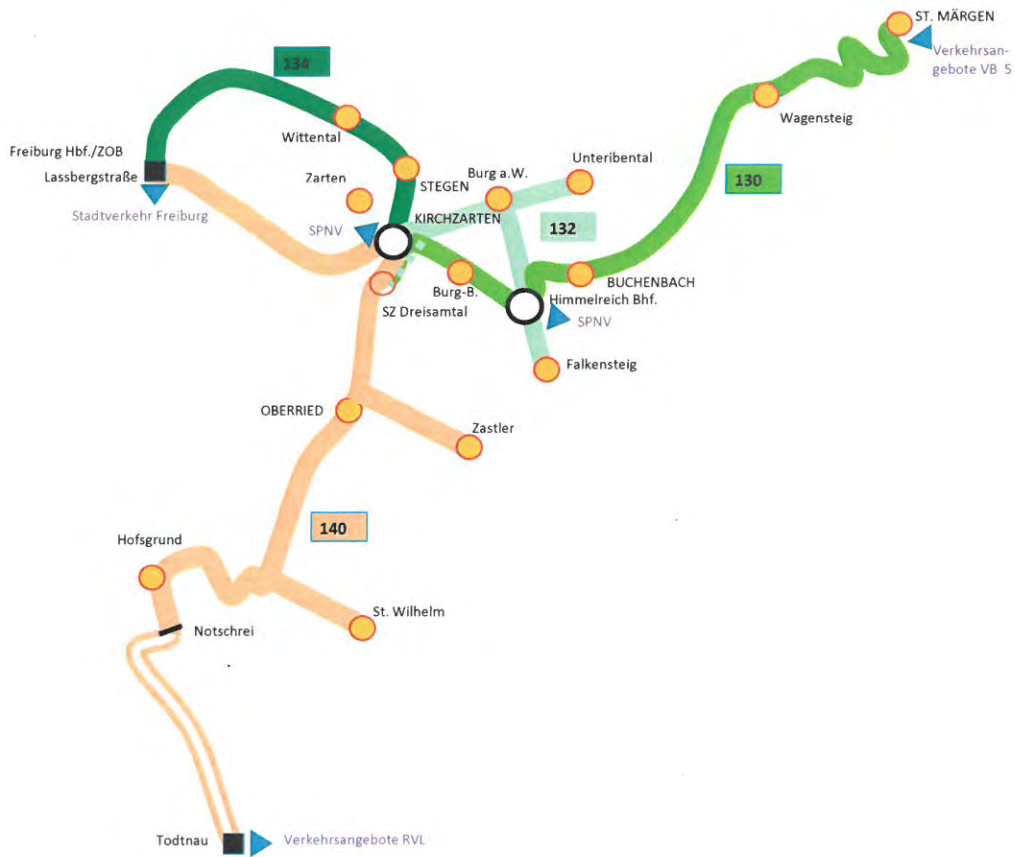 ST. MÄRGEN
Verkehrsan-
gebote VB 5
134
Wagensteig
Wittental
Freiburg Hbf./ZOB
Lassbergstraße
Zarten
STEGEN
Burg a.W.
Unteribental
130
Stadtverkehr Freiburg
SPNV
KIRCHZARTEN
132
Burg-B.
BUCHENBACH
SZ Dreisamtal
Himmelreich Bhf.
SPNV
Falkensteig
OBERRIED
Zastler
140
Hofsgrund
St. Wilhelm
Notschrei
Todtnau
Verkehrsangebote RVL